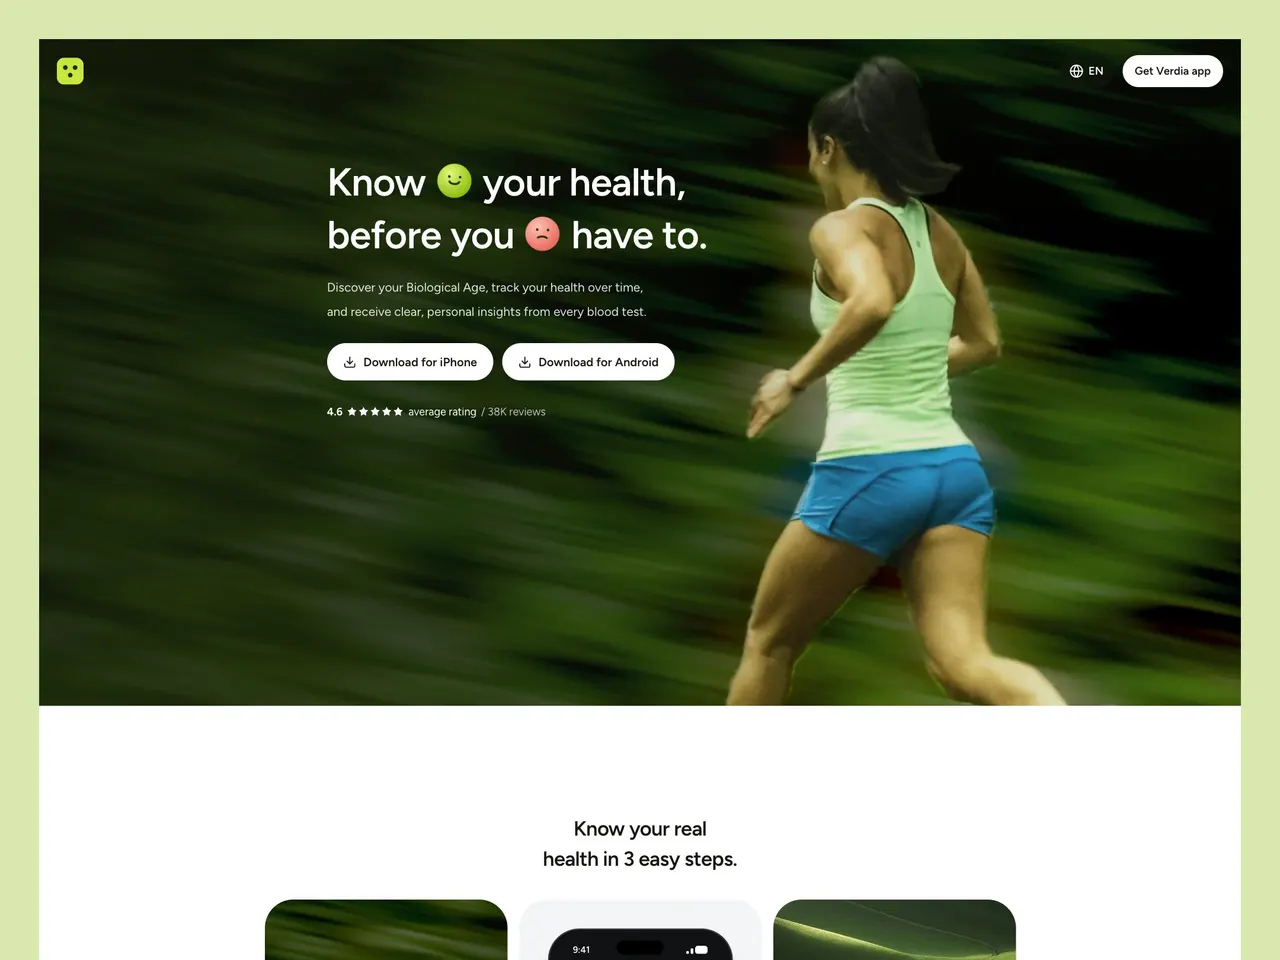 EN
Get Verdia app
Know your health,
before you have to.
Discover your Biological Age, track your health over time,
and receive clear, personal insights from every blood test.
Download for iPhone
Download for Android
4.6 average rating / 38K reviews
Know your real
health in 3 easy steps.
9:41